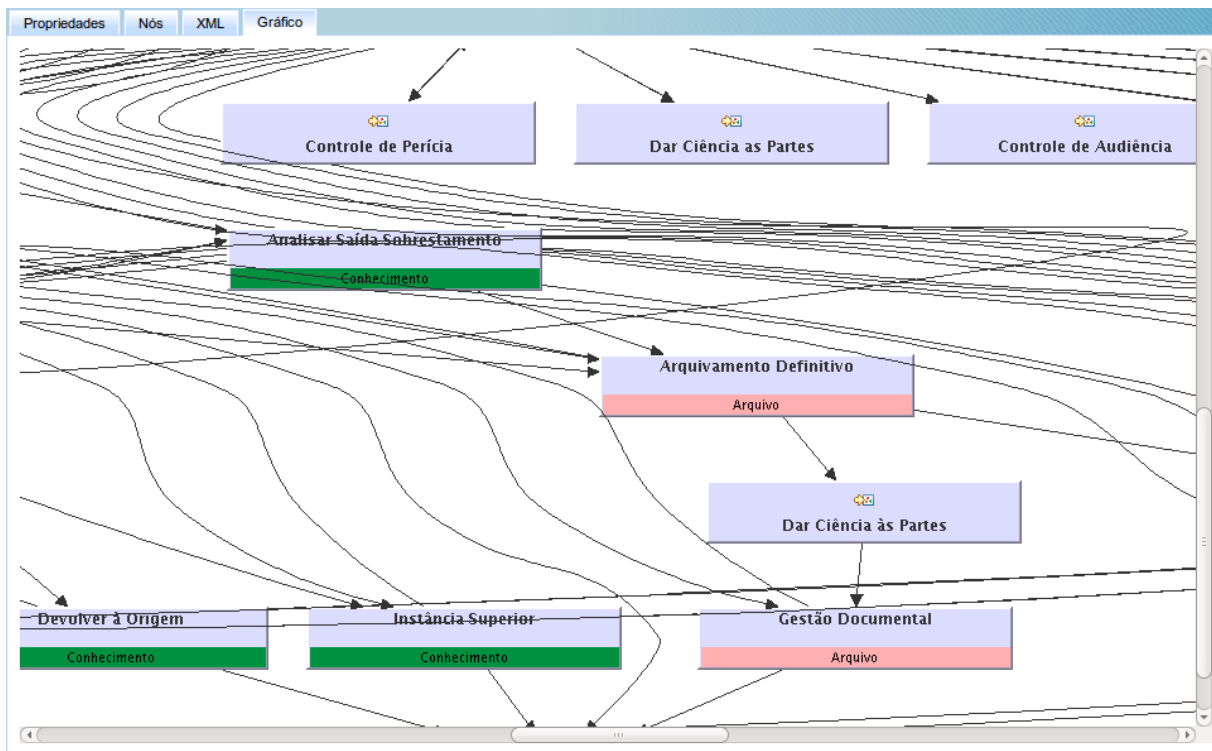 Propriedades
Nós
XML
Gráfico
Controle de Perícia
Dar Ciência as Partes
Controle de Audiência
Analisar Saída Sobrestamento
Conhecimento
Arquivamento Definitivo
Arquivo
Dar Ciência às Partes
Devolver à Origem
Conhecimento
Instância Superior
Conhecimento
Gestão Documental
Arquivo